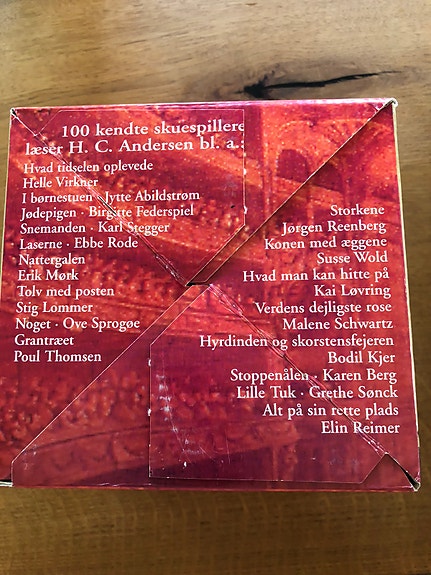 100 kendte skuespillere
læser H. C. Andersen bl. a.:
Hvad tidselen oplevede
Helle Virkner
I børnestuen · Jytte Abildstrøm
Jødepigen · Birgitte Federspiel
Snemanden · Karl Stegger
Laserne · Ebbe Rode
Nattergalen
Erik Mørk
Tolv med posten
Stig Lommer
Noget · Ove Sprogøe
Grantræet
Poul Thomsen
Storkene
Jørgen Reenberg
Konen med æggene
Susse Wold
Hvad man kan hitte på
Kai Løvring
Verdens dejligste rose
Malene Schwartz
Hyrdinden og skorstensfejeren
Bodil Kjer
Stoppenålen · Karen Berg
Lille Tuk · Grethe Sønck
Alt på sin rette plads
Elin Reimer